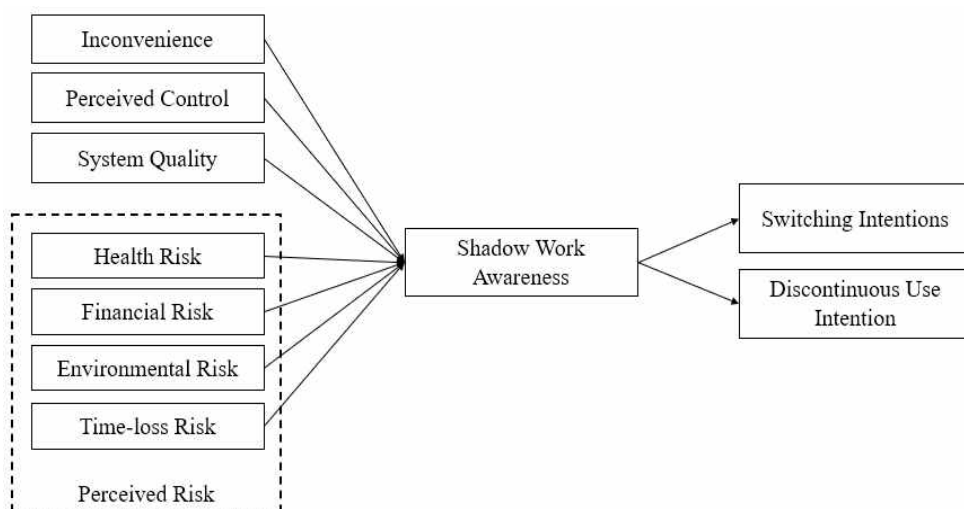 Inconvenience
Perceived Control
System Quality
Health Risk
Financial Risk
Environmental Risk
Time-loss Risk
Perceived Risk
Shadow Work
Awareness
Switching Intentions
Discontinuous Use
Intention